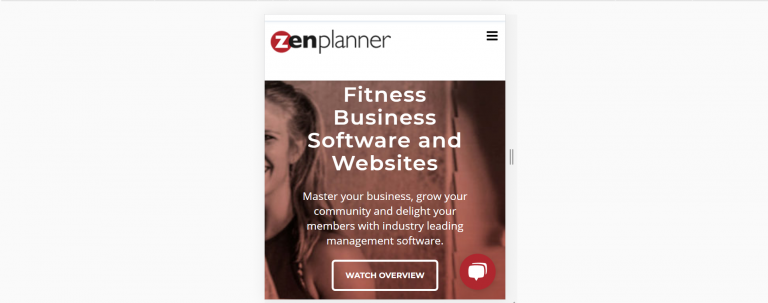 zenplanner
Fitness
Business
Software and
Websites
Master your business, grow your
community and delight your
members with industry leading
management software.
WATCH OVERVIEW